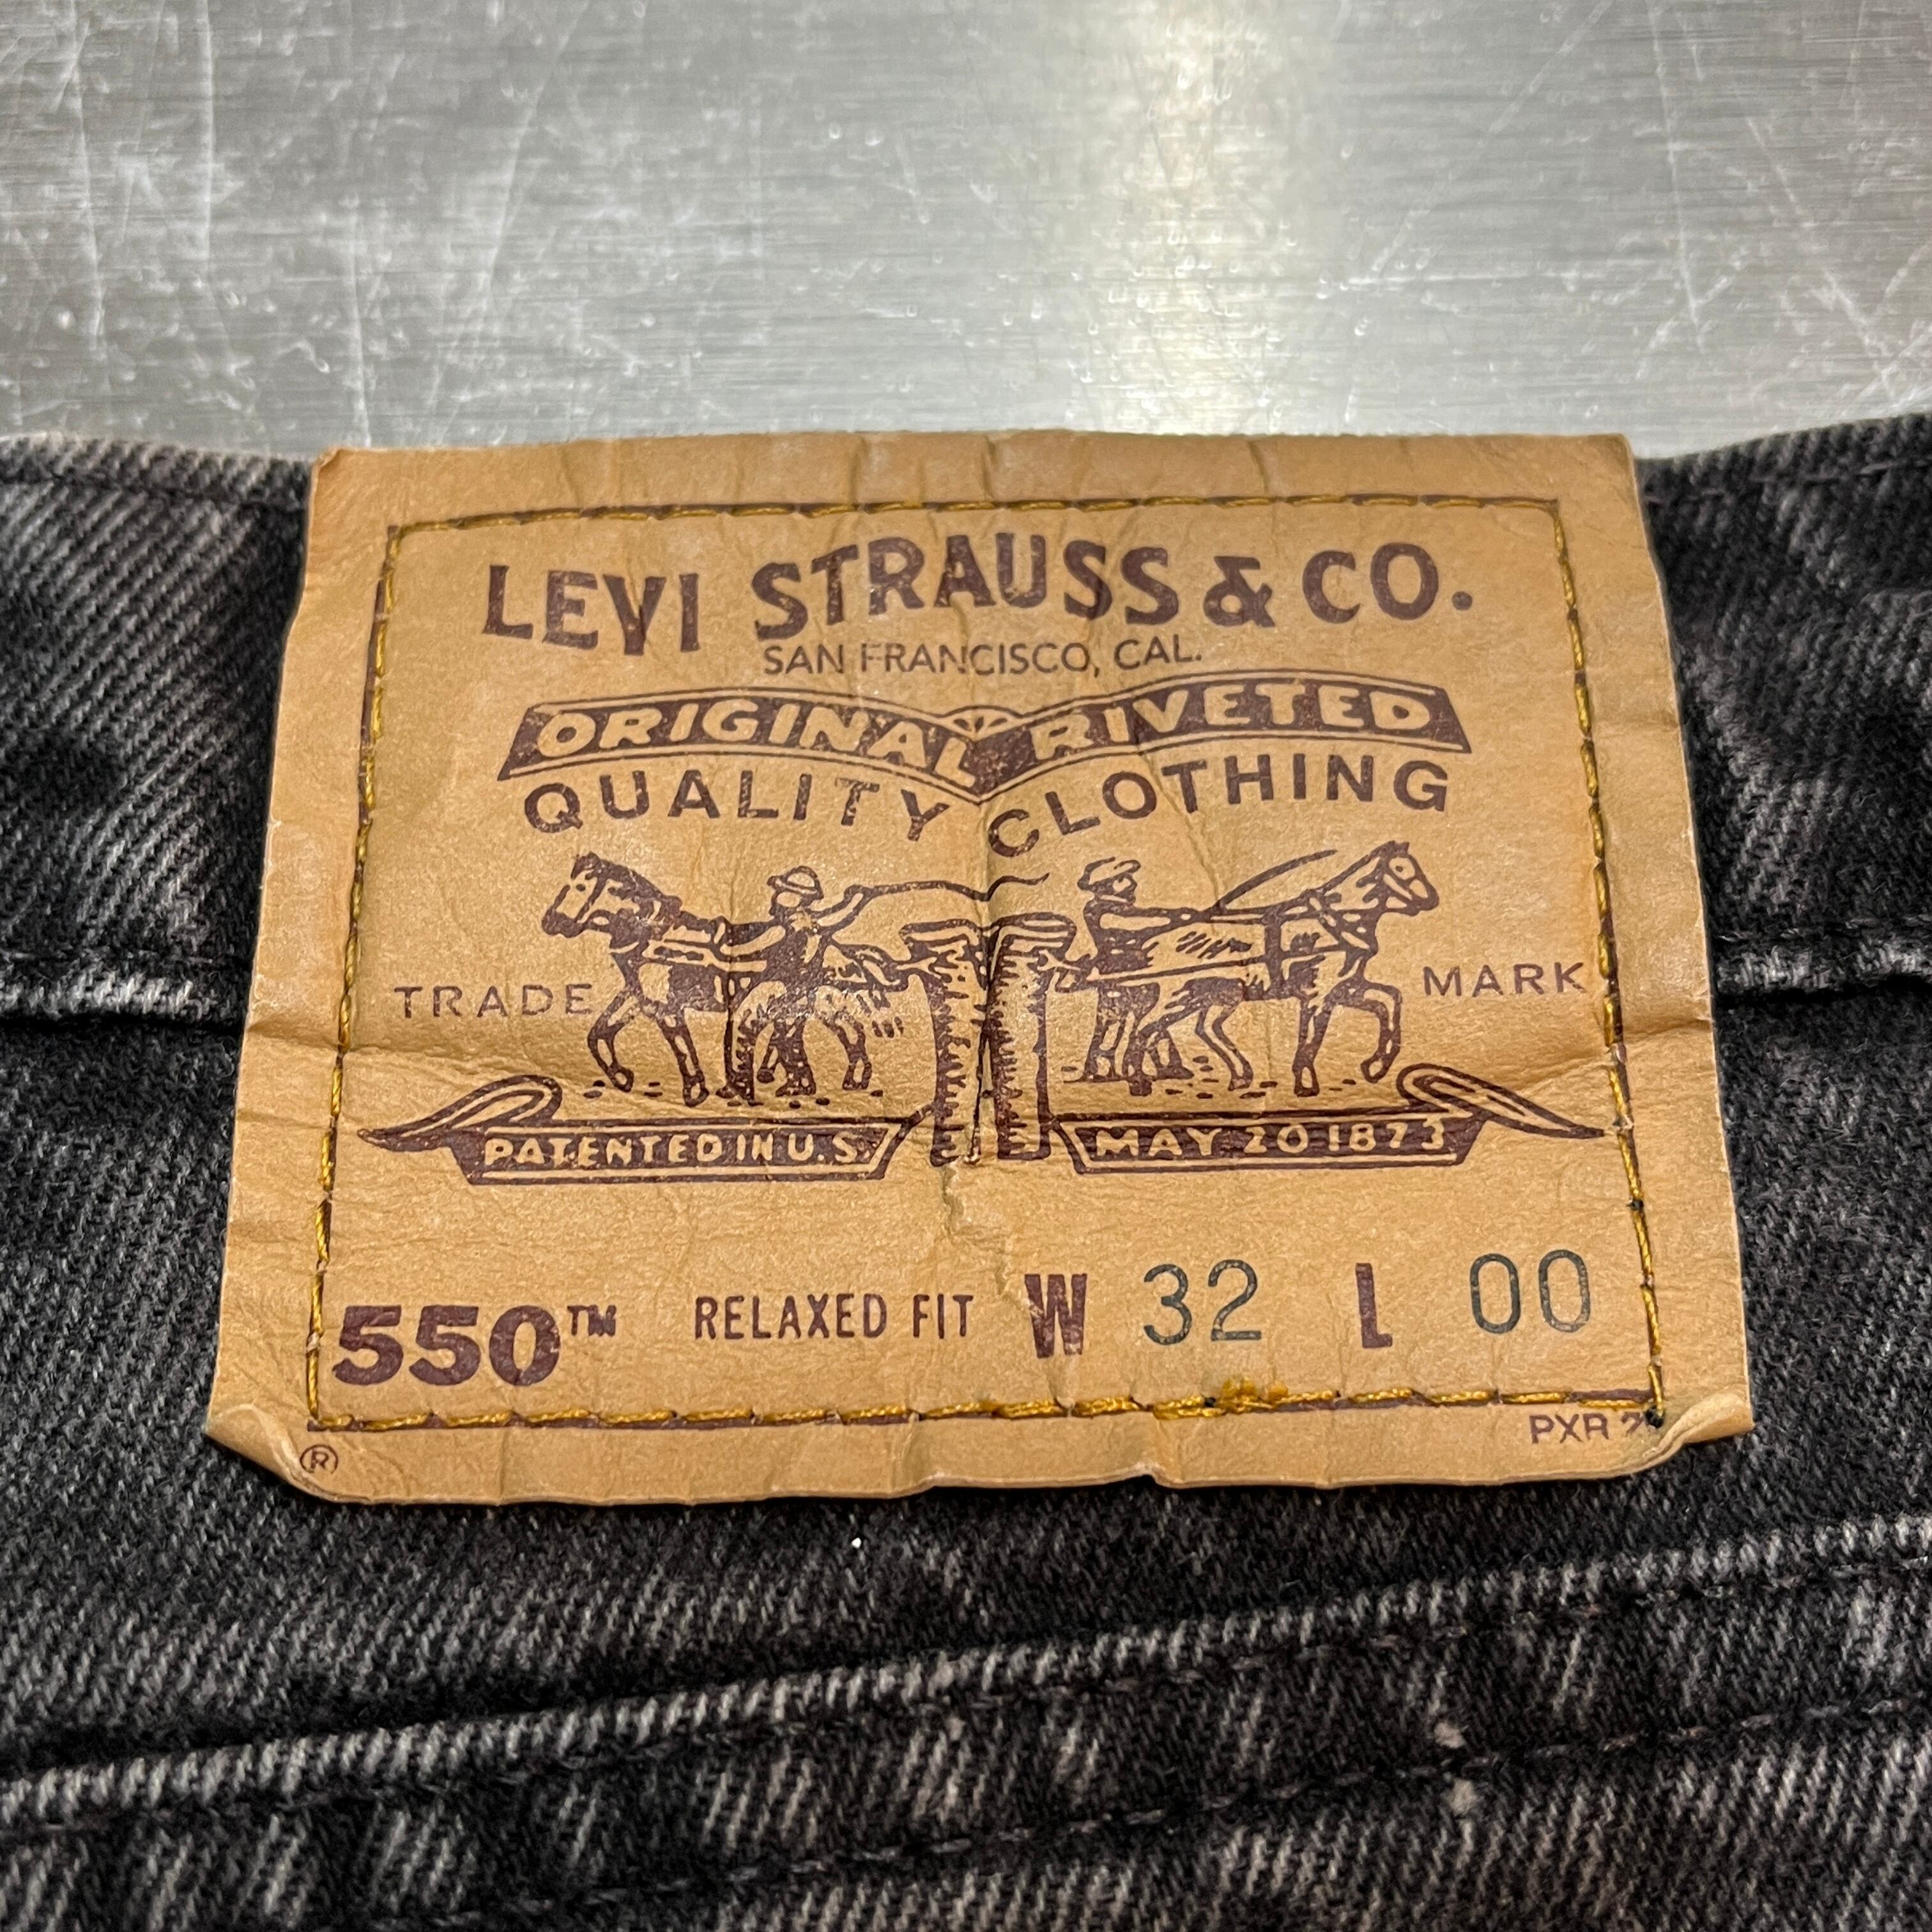 LEVI STRAUSS & CO.
SAN FRANCISCO, CAL.
ORIGINAL RIVETED
QUALITY CLOTHING
TRADE MARK
PATENTED IN U.S. MAY 20 1873
550™ RELAXED FIT W 32 L 00
® PXR